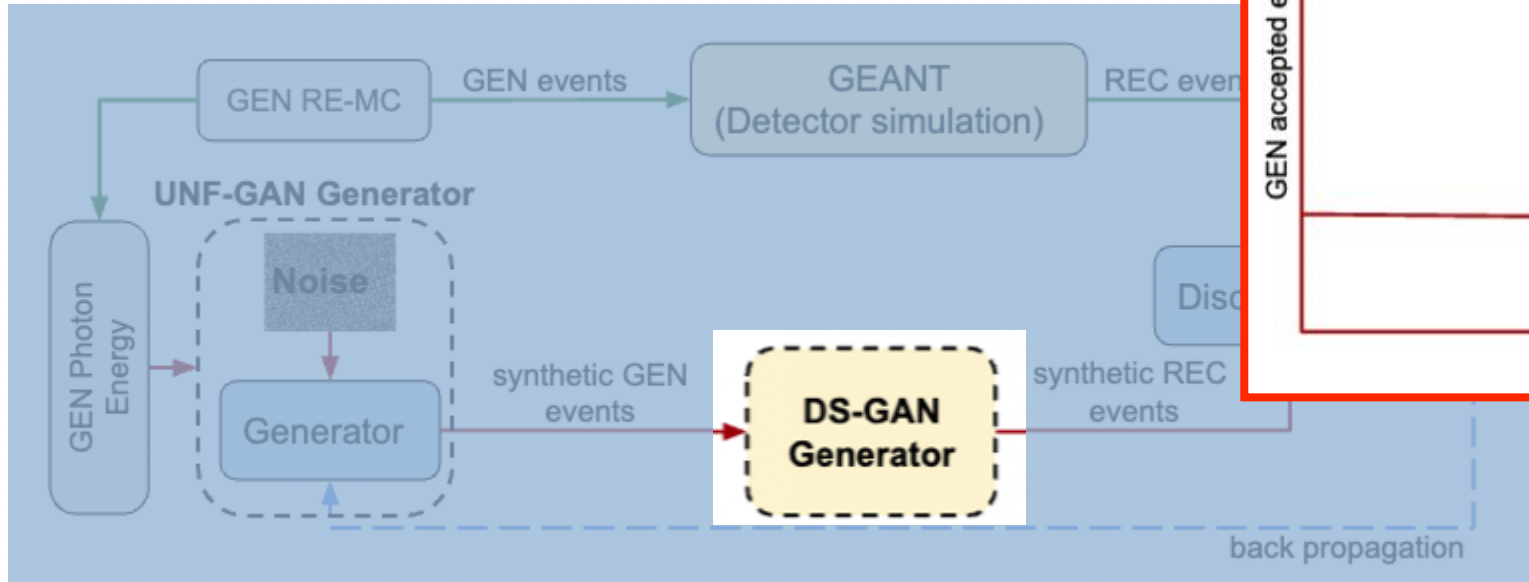 GEN accepted e
GEN RE-MC
GEN events
GEANT
(Detector simulation)
REC even
UNF-GAN Generator
GEN Photon
Energy
Noise
Generator
synthetic GEN
events
DS-GAN
Generator
synthetic REC
events
Disc
back propagation